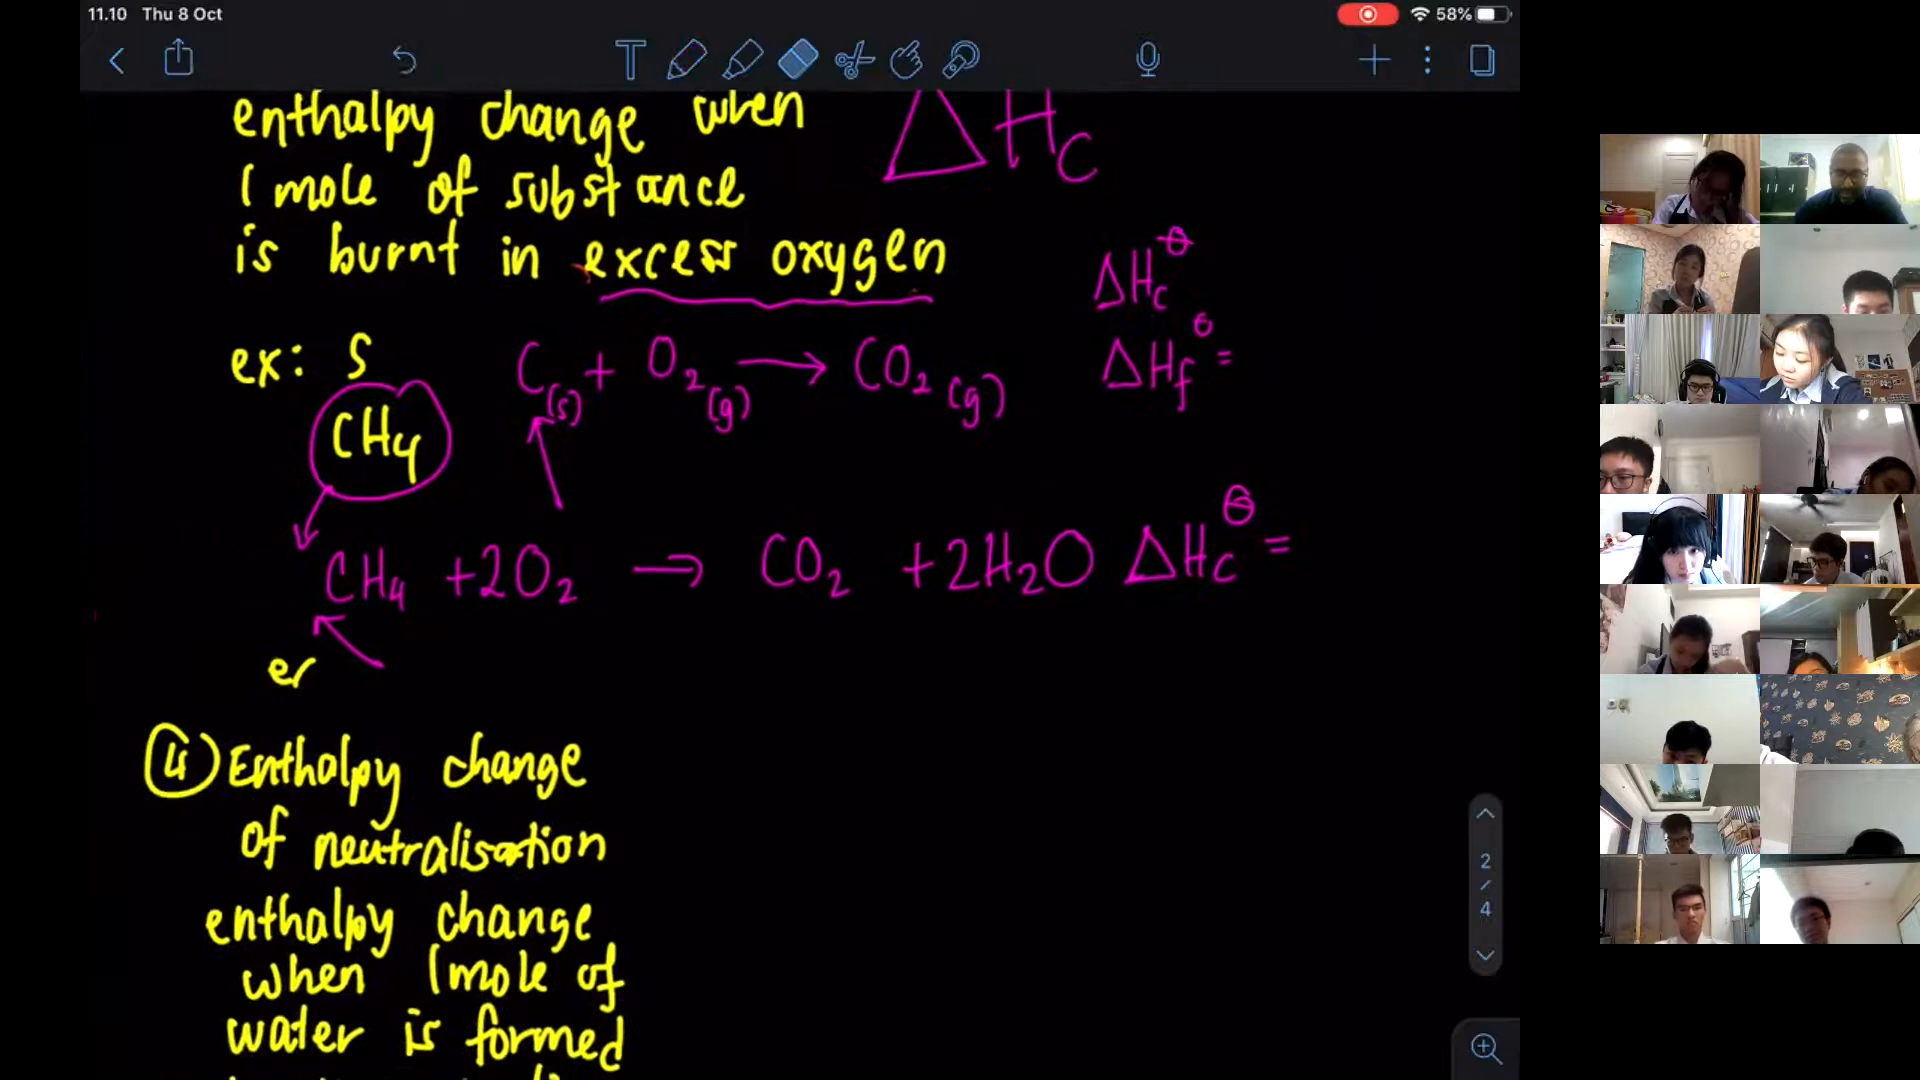 11.10 Thu 8 Oct
58%
T
enthalpy change when
1 mole of substance
is burnt in excess oxygen
ΔHc
ΔHc⊖
ΔHf⊖ =
ex: S
C(s) + O₂(g) ⟶ CO₂(g)
CH₄
CH₄ + 2O₂ ⟶ CO₂ + 2H₂O ΔHc⊖ =
er
④ Enthalpy change
of neutralisation
enthalpy change
when 1 mole of
water is formed
2
/
4